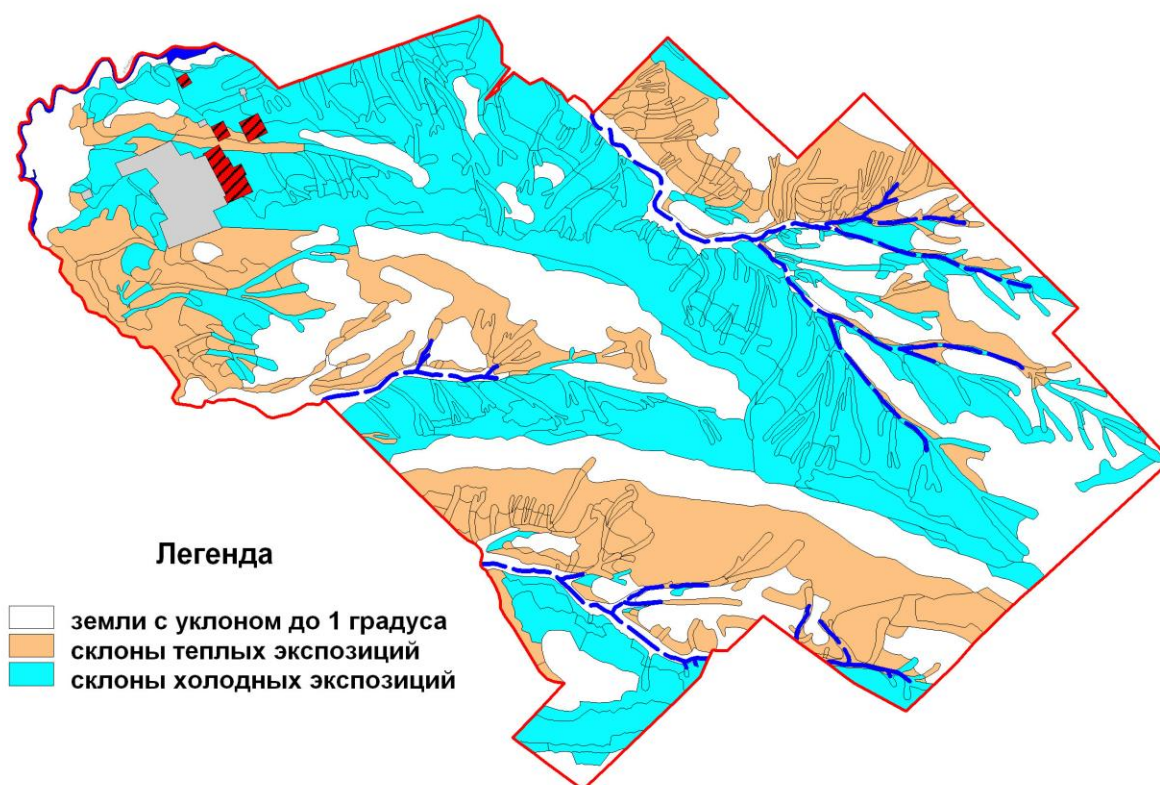 Легенда
земли с уклоном до 1 градуса
склоны теплых экспозиций
склоны холодных экспозиций